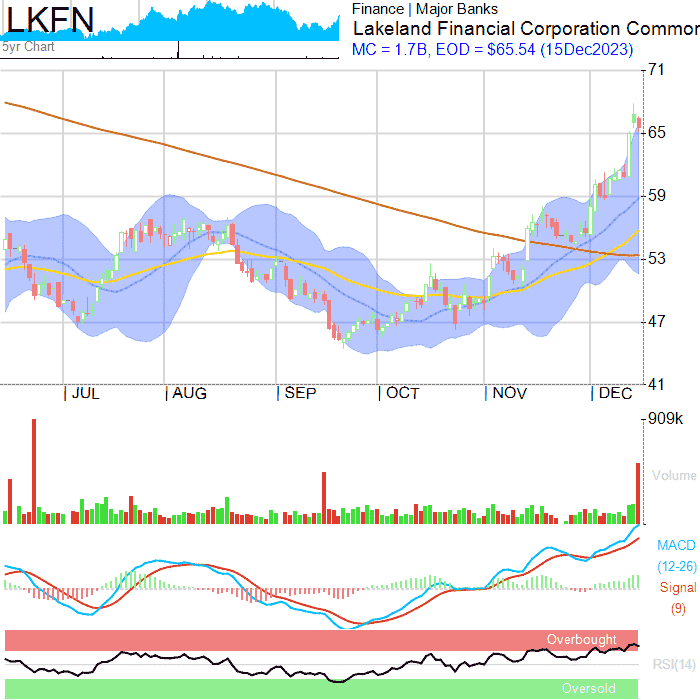 LKFN
5yr Chart
Finance | Major Banks
Lakeland Financial Corporation Common
MC = 1.7B, EOD = $65.54 (15Dec2023)
71
65
59
53
47
41
JUL AUG SEP OCT NOV DEC
909k
Volume
MACD
(12-26)
Signal
(9)
Overbought
RSI(14)
Oversold